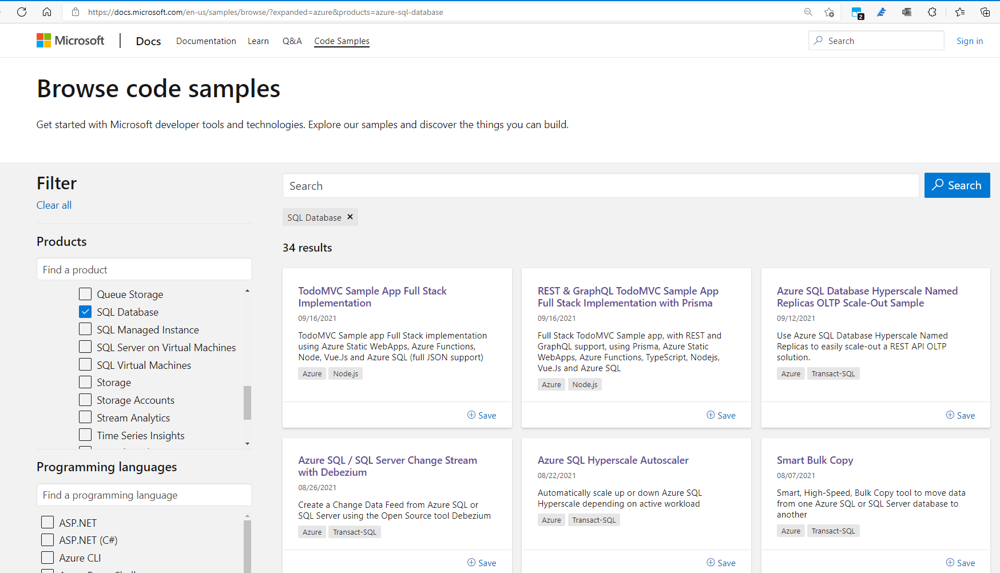 https://docs.microsoft.com/en-us/samples/browse/?expanded=azure&products=azure-sql-database
2
Microsoft
Docs
Documentation
Learn
Q&A
Code Samples
Search
Sign in
Browse code samples
Get started with Microsoft developer tools and technologies. Explore our samples and discover the things you can build.
Filter
Clear all
Products
Find a product
Queue Storage
SQL Database
SQL Managed Instance
SQL Server on Virtual Machines
SQL Virtual Machines
Storage
Storage Accounts
Stream Analytics
Time Series Insights
Programming languages
Find a programming language
ASP.NET
ASP.NET (C#)
Azure CLI
Search
Search
SQL Database
34 results
TodoMVC Sample App Full Stack
Implementation
09/16/2021
TodoMVC Sample app Full Stack implementation
using Azure Static WebApps, Azure Functions,
Node, Vue.Js and Azure SQL (full JSON support)
Azure
Node.js
Save
REST & GraphQL TodoMVC Sample App
Full Stack Implementation with Prisma
09/16/2021
Full Stack TodoMVC Sample app, with REST and
GraphQL support, using Prisma, Azure Static
WebApps, Azure Functions, TypeScript, Nodejs,
Vue.Js and Azure SQL
Azure
Node.js
Save
Azure SQL Database Hyperscale Named
Replicas OLTP Scale-Out Sample
09/12/2021
Use Azure SQL Database Hyperscale Named
Replicas to easily scale-out a REST API OLTP
solution.
Azure
Transact-SQL
Save
Azure SQL / SQL Server Change Stream
with Debezium
08/26/2021
Create a Change Data Feed from Azure SQL or
SQL Server using the Open Source tool Debezium
Azure
Transact-SQL
Save
Azure SQL Hyperscale Autoscaler
08/22/2021
Automatically scale up or down Azure SQL
Hyperscale depending on active workload
Azure
Transact-SQL
Save
Smart Bulk Copy
08/07/2021
Smart, High-Speed, Bulk Copy tool to move data
from one Azure SQL or SQL Server database to
another
Azure
Transact-SQL
Save